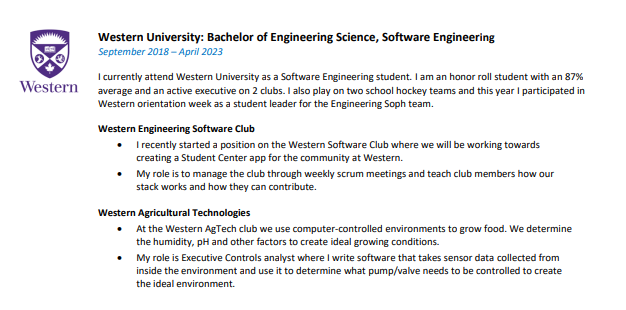 Western University: Bachelor of Engineering Science, Software Engineering
September 2018 – April 2023
Western
I currently attend Western University as a Software Engineering student. I am an honor roll student with an 87%
average and an active executive on 2 clubs. I also play on two school hockey teams and this year I participated in
Western orientation week as a student leader for the Engineering Soph team.
Western Engineering Software Club
• I recently started a position on the Western Software Club where we will be working towards
creating a Student Center app for the community at Western.
• My role is to manage the club through weekly scrum meetings and teach club members how our
stack works and how they can contribute.
Western Agricultural Technologies
• At the Western AgTech club we use computer-controlled environments to grow food. We determine
the humidity, pH and other factors to create ideal growing conditions.
• My role is Executive Controls analyst where I write software that takes sensor data collected from
inside the environment and use it to determine what pump/valve needs to be controlled to create
the ideal environment.